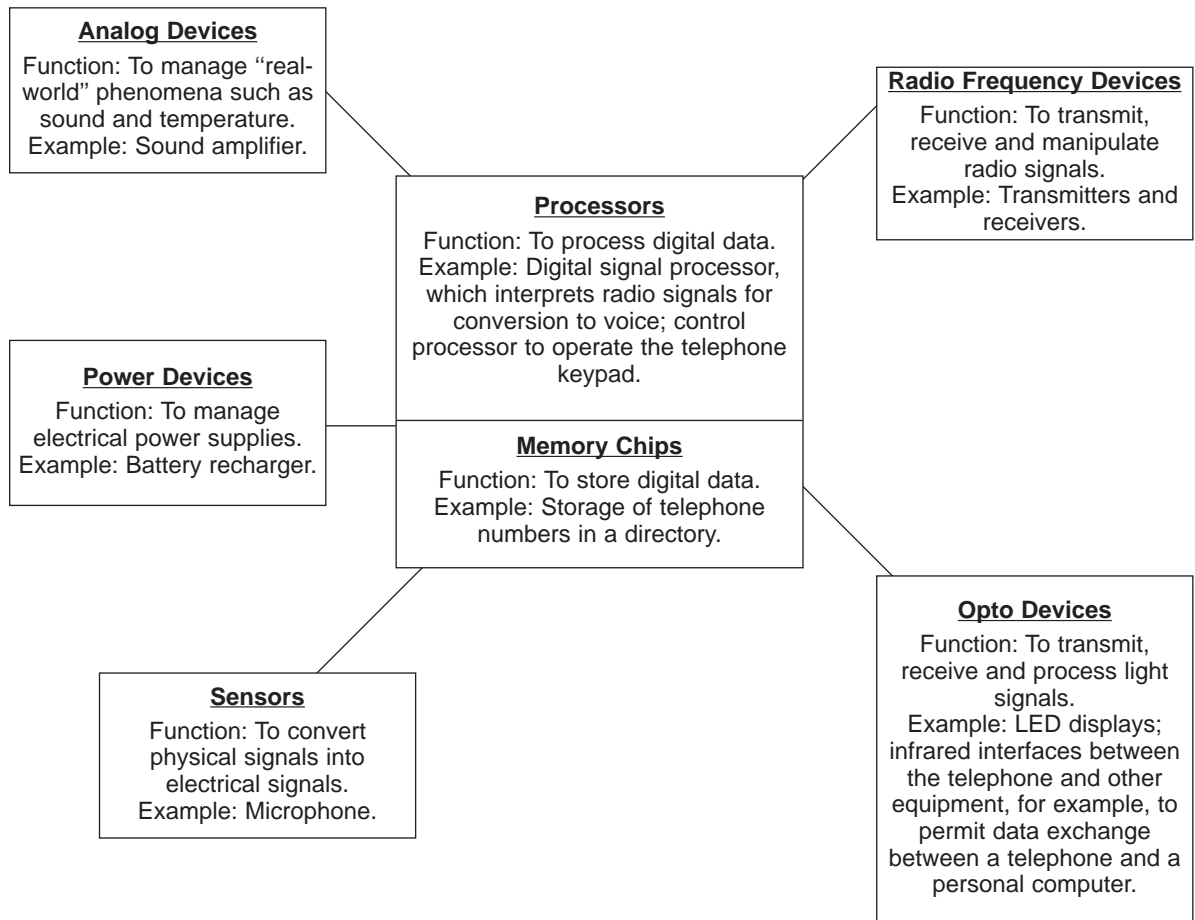 Analog Devices
Function: To manage ‘‘real-
world’’ phenomena such as
sound and temperature.
Example: Sound amplifier.
Radio Frequency Devices
Function: To transmit,
receive and manipulate
radio signals.
Example: Transmitters and
receivers.
Processors
Function: To process digital data.
Example: Digital signal processor,
which interprets radio signals for
conversion to voice; control
processor to operate the telephone
keypad.
Power Devices
Function: To manage
electrical power supplies.
Example: Battery recharger.
Memory Chips
Function: To store digital data.
Example: Storage of telephone
numbers in a directory.
Sensors
Function: To convert
physical signals into
electrical signals.
Example: Microphone.
Opto Devices
Function: To transmit,
receive and process light
signals.
Example: LED displays;
infrared interfaces between
the telephone and other
equipment, for example, to
permit data exchange
between a telephone and a
personal computer.